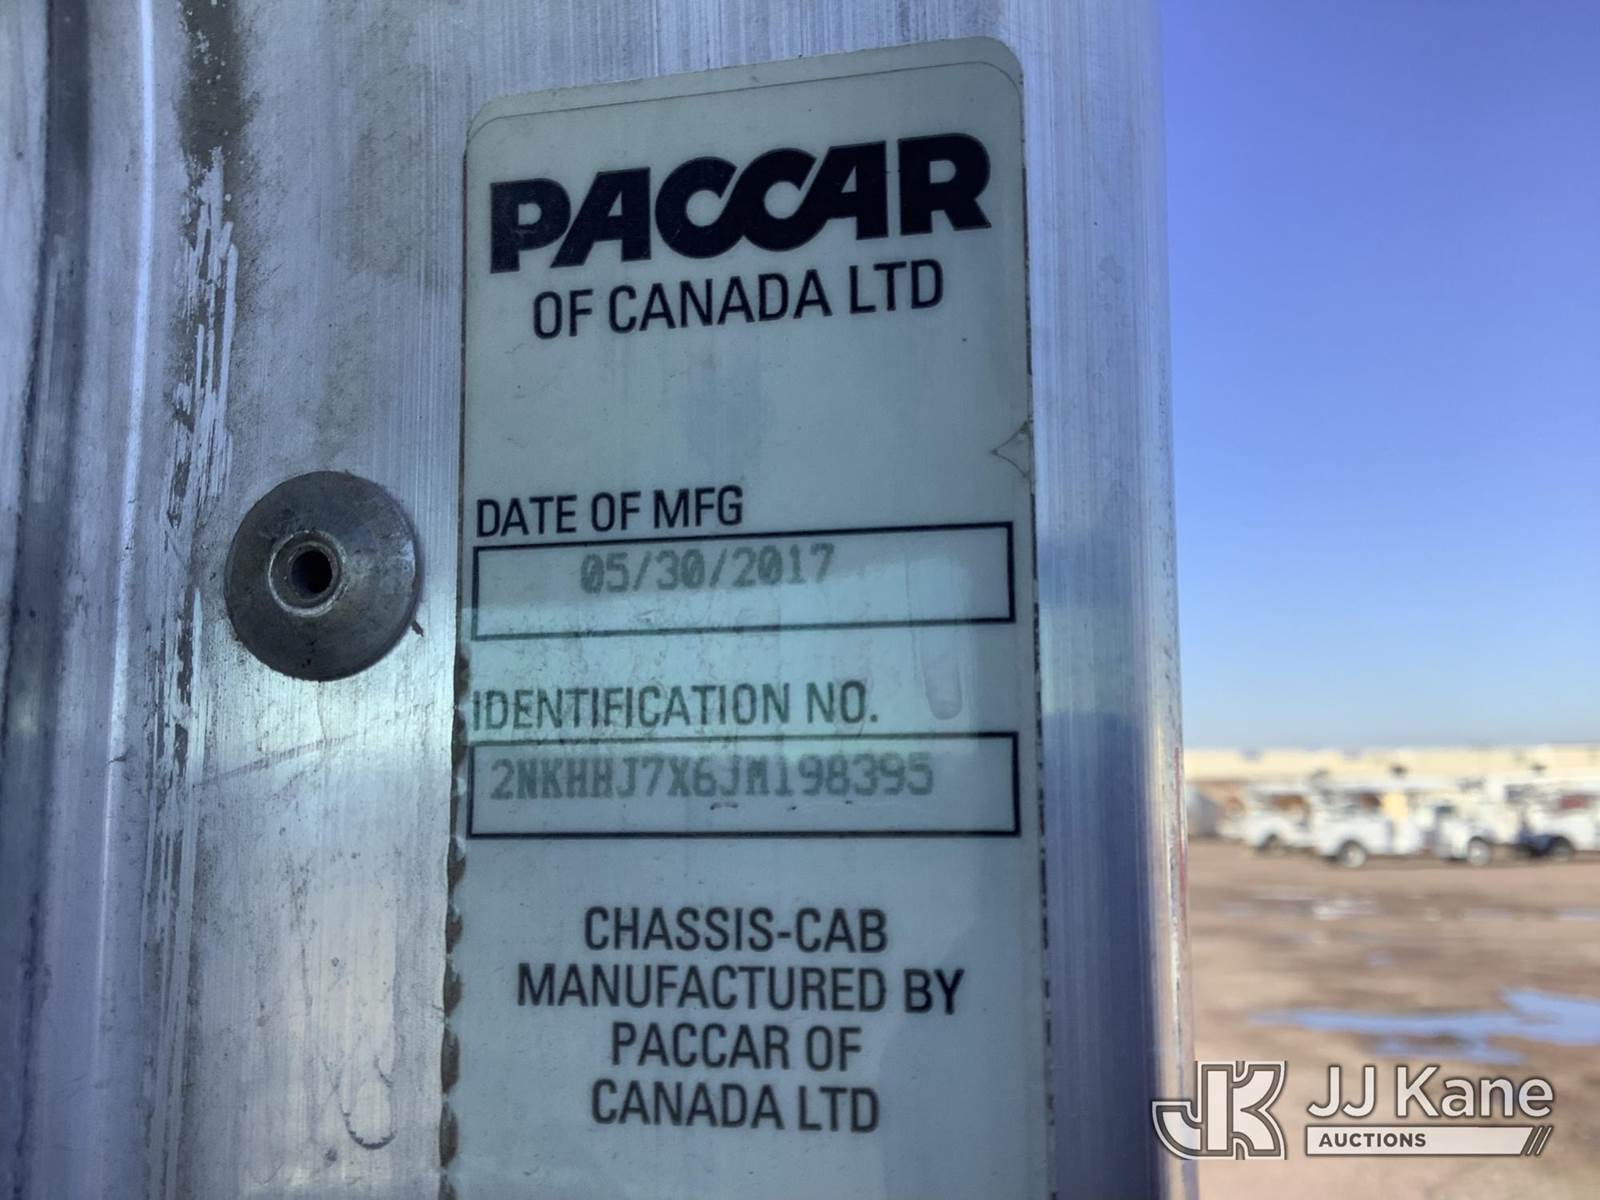 PACCAR
OF CANADA LTD
DATE OF MFG
05/30/2017
IDENTIFICATION NO.
2NKHHJ7X6JM198395
CHASSIS-CAB
MANUFACTURED BY
PACCAR OF
CANADA LTD
JK JJ Kane
AUCTIONS